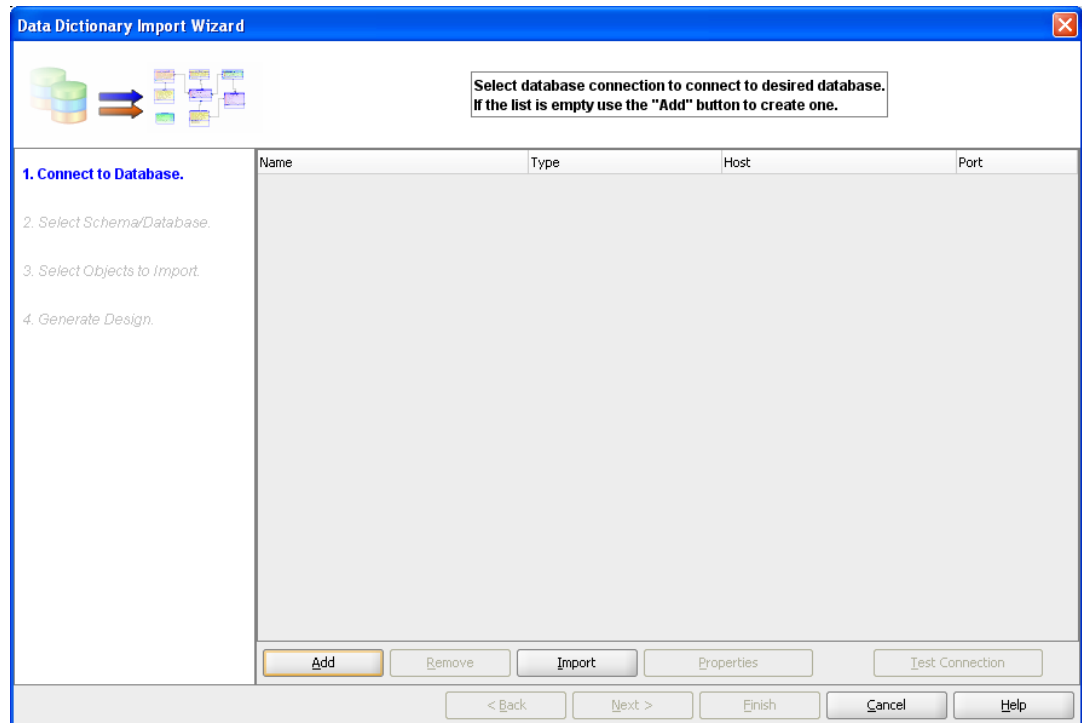 Data Dictionary Import Wizard
Select database connection to connect to desired database.
If the list is empty use the "Add" button to create one.
1. Connect to Database.
2. Select Schema/Database.
3. Select Objects to Import.
4. Generate Design.
Name Type Host Port
Add Remove Import Properties Test Connection
< Back Next > Finish Cancel Help